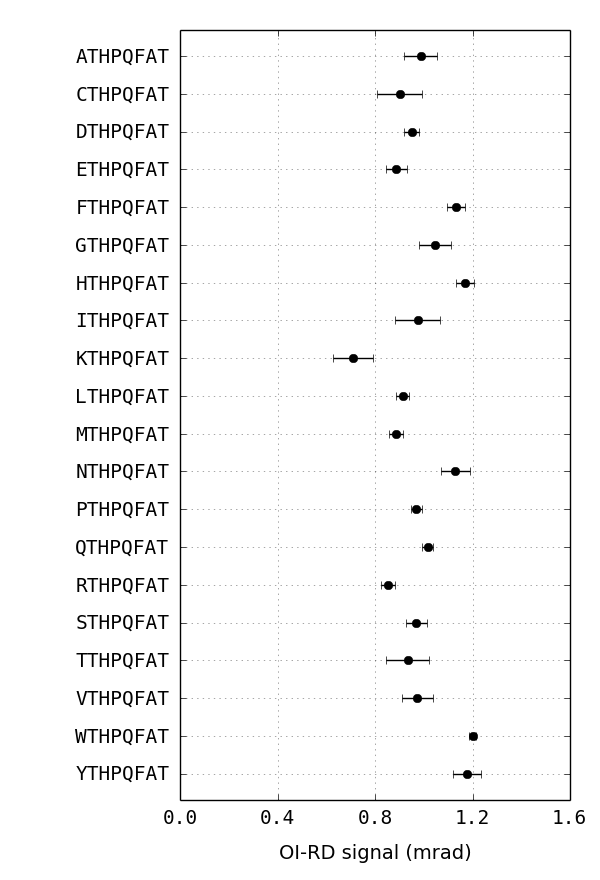 ATHPQFAT
CTHPQFAT
DTHPQFAT
ETHPQFAT
FTHPQFAT
GTHPQFAT
HTHPQFAT
ITHPQFAT
KTHPQFAT
LTHPQFAT
MTHPQFAT
NTHPQFAT
PTHPQFAT
QTHPQFAT
RTHPQFAT
STHPQFAT
TTHPQFAT
VTHPQFAT
WTHPQFAT
YTHPQFAT
0.0 0.4 0.8 1.2 1.6
OI-RD signal (mrad)